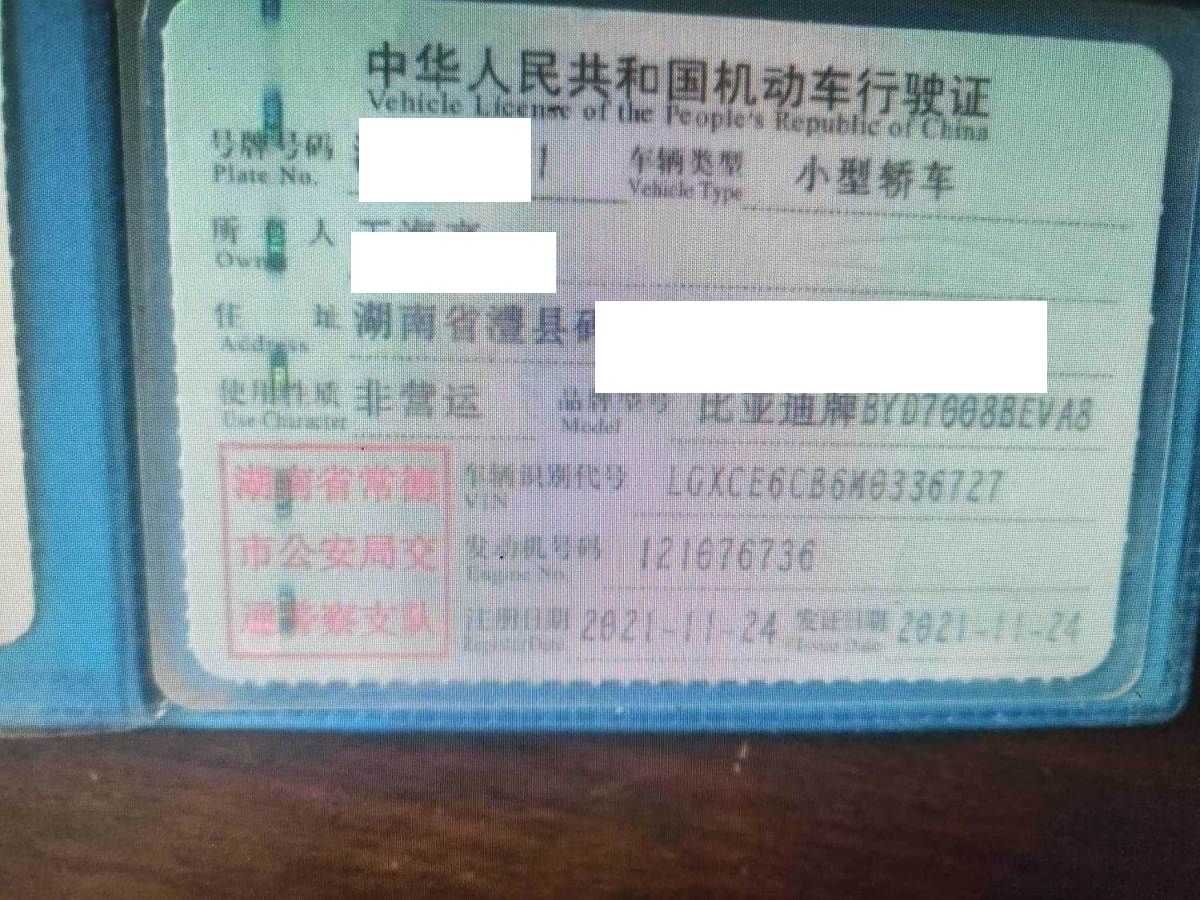 中华人民共和国机动车行驶证
Vehicle License of the People's Republic of China
号牌号码 1 车辆类型 小型轿车
Plate No. Vehicle Type
所 人
Owner
住 址 湖南省澧县
Address
使用性质 非营运 品牌型号 比亚迪牌BYD7008BEVA8
Use Character Model
湖南省常德
市公安局交
通警察支队
车辆识别代号 LGXCE6CB6M0336727
VIN
发动机号码 121676736
Engine No.
注册日期 2021-11-24 发证日期 2021-11-24
Register Date Issue Date